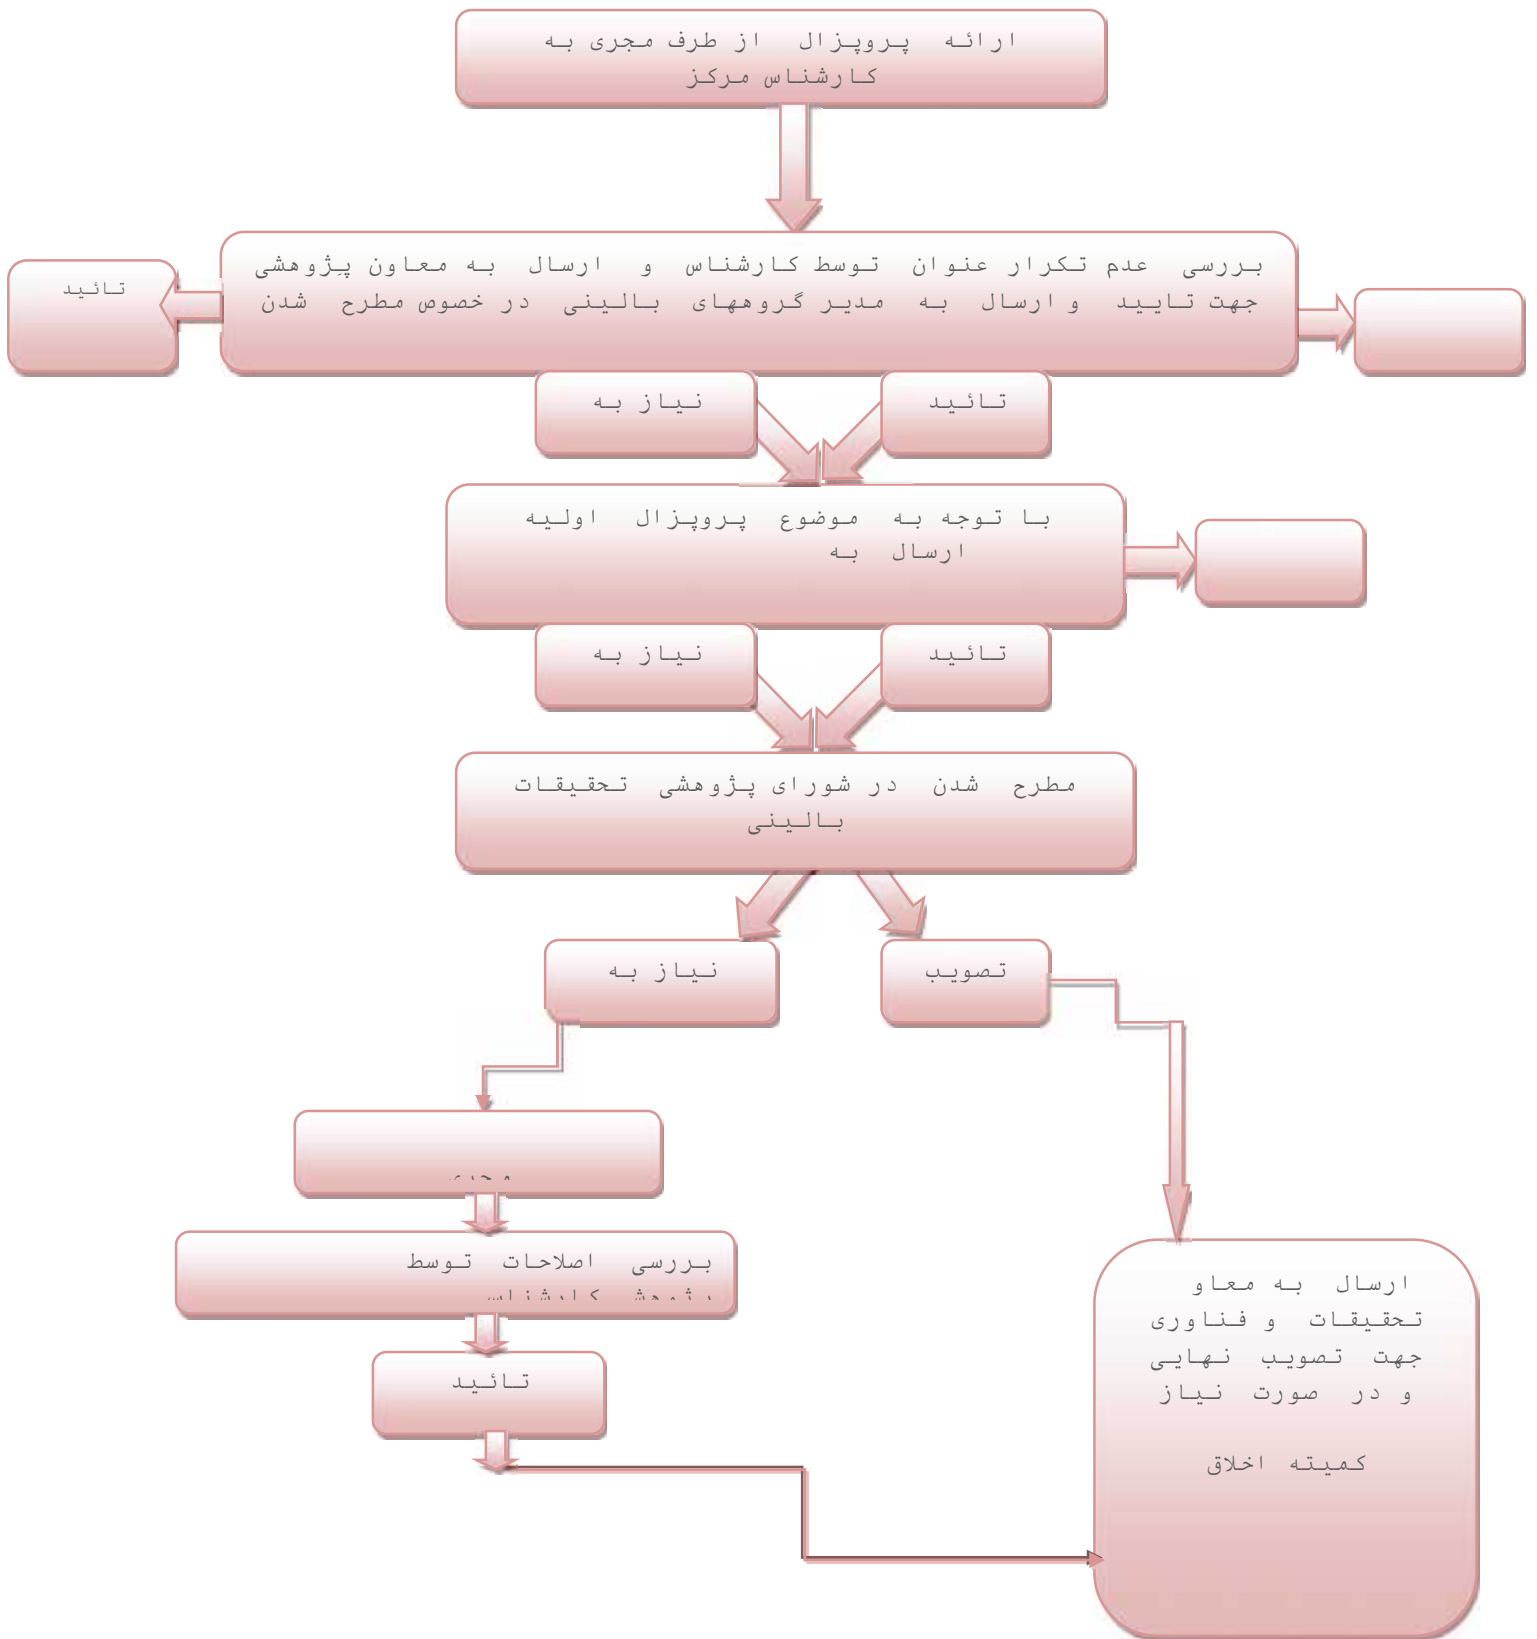 ارائه پروپزال از طرف مجری به
کارشناس مرکز
بررسی عدم تکرار عنوان توسط کارشناس و ارسال به معاون پژوهشی
جهت تایید و ارسال به مدیر گروههای بالینی در خصوص مطرح شدن
تائید
تائید
نیاز به
با توجه به موضوع پروپزال اولیه
ارسال به
تائید
نیاز به
مطرح شدن در شورای پژوهشی تحقیقات
بالینی
تصویب
نیاز به
بررسی اصلاحات توسط
کارشناس
تائید
ارسال به معاو
تحقیقات و فناوری
جهت تصویب نهایی
و در صورت نیاز
کمیته اخلاق